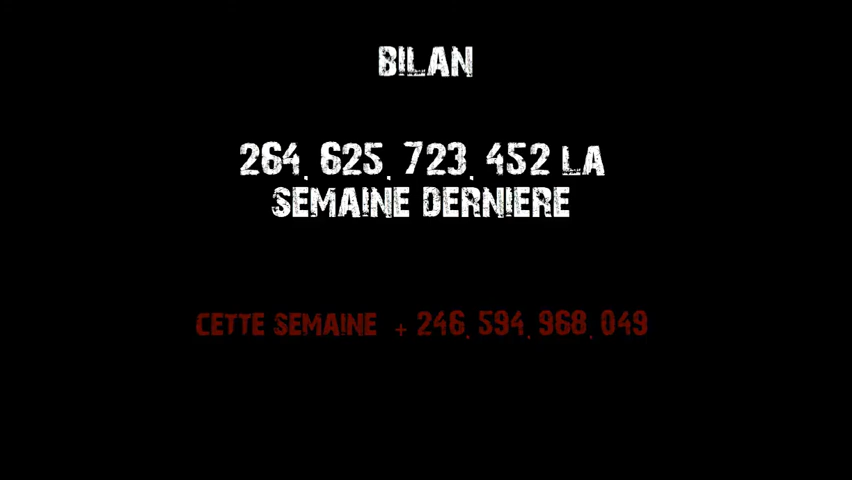 BILAN
264, 625, 723, 452 LA
SEMAINE DERNIERE
CETTE SEMAINE + 246, 594, 968, 049